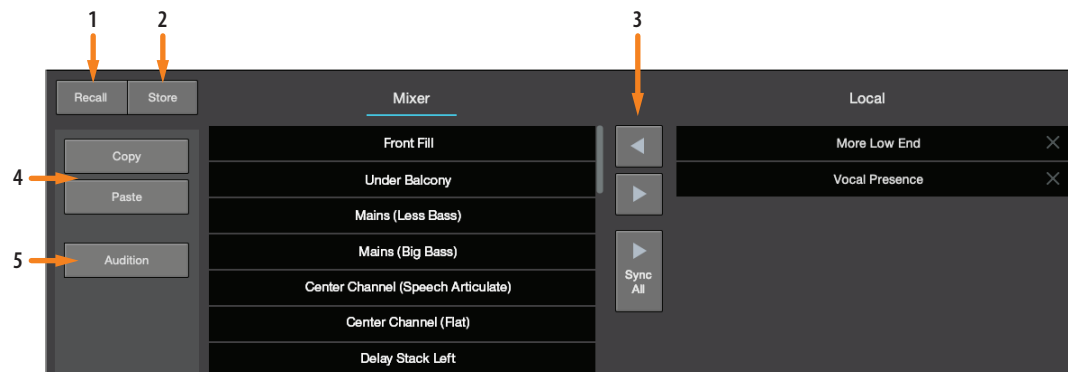 1 2 3
Recall Store Mixer Local
Front Fill More Low End
Copy
4 Under Balcony Vocal Presence
Paste
Mains (Less Bass)
5 Audition Mains (Big Bass)
Sync
All
Center Channel (Speech Articulate)
Center Channel (Flat)
Delay Stack Left